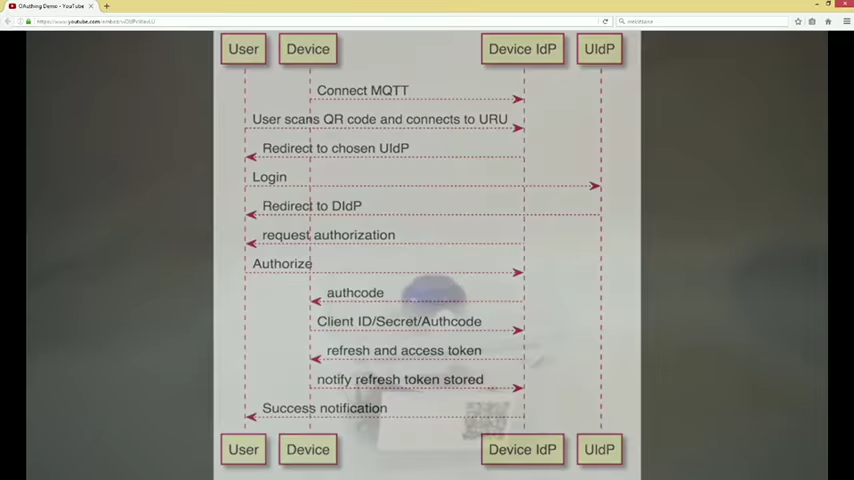 OAuthing Demo - YouTube
User Device Device IdP UIdP
Connect MQTT
User scans QR code and connects to URU
Redirect to chosen UIdP
Login
Redirect to DIdP
request authorization
Authorize
authcode
Client ID/Secret/Authcode
refresh and access token
notify refresh token stored
Success notification
User Device Device IdP UIdP